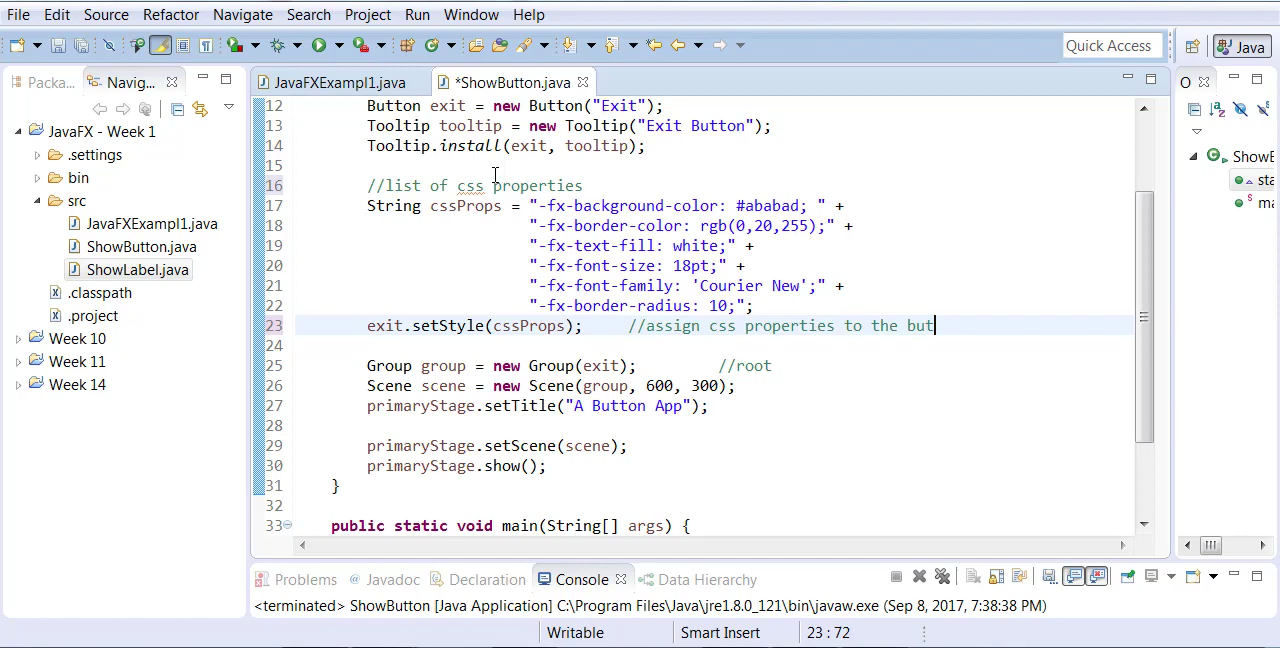 File Edit Source Refactor Navigate Search Project Run Window Help
Quick Access
Java
Packa...
Navig...
JavaFXExampl1.java
*ShowButton.java
JavaFX - Week 1
.settings
bin
src
JavaFXExampl1.java
ShowButton.java
ShowLabel.java
.classpath
.project
Week 10
Week 11
Week 14
12 Button exit = new Button("Exit");
13 Tooltip tooltip = new Tooltip("Exit Button");
14 Tooltip.install(exit, tooltip);
15
16 //list of css properties
17 String cssProps = "-fx-background-color: #ababad; " +
18 "-fx-border-color: rgb(0,20,255);" +
19 "-fx-text-fill: white;" +
20 "-fx-font-size: 18pt;" +
21 "-fx-font-family: 'Courier New';" +
22 "-fx-border-radius: 10;";
23 exit.setStyle(cssProps); //assign css properties to the but
24
25 Group group = new Group(exit); //root
26 Scene scene = new Scene(group, 600, 300);
27 primaryStage.setTitle("A Button App");
28
29 primaryStage.setScene(scene);
30 primaryStage.show();
31 }
32
33 public static void main(String[] args) {
O
ShowB
sta
ma
Problems @ Javadoc Declaration Console Data Hierarchy
<terminated> ShowButton [Java Application] C:\Program Files\Java\jre1.8.0_121\bin\javaw.exe (Sep 8, 2017, 7:38:38 PM)
Writable Smart Insert 23 : 72